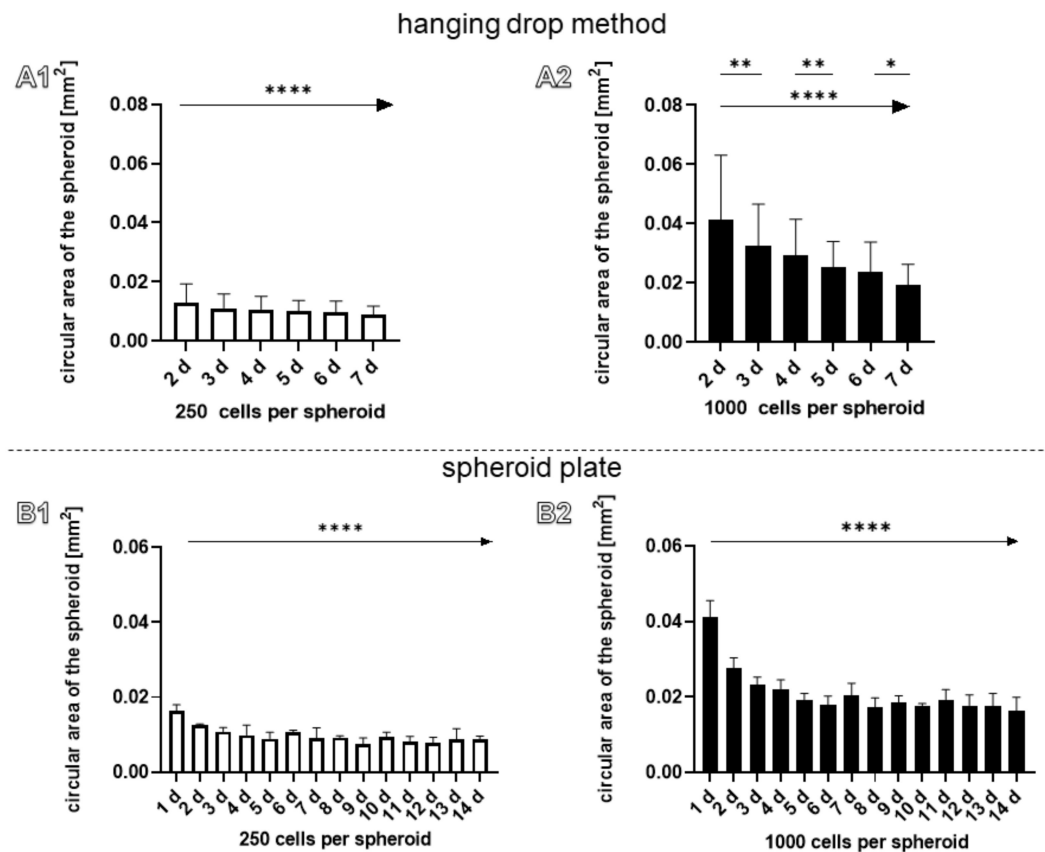 hanging drop method
A1
circular area of the spheroid [mm²]
****
0.08
0.06
0.04
0.02
0.00
2 d 3 d 4 d 5 d 6 d 7 d
250 cells per spheroid
A2
circular area of the spheroid [mm²]
** ** *
****
0.08
0.06
0.04
0.02
0.00
2 d 3 d 4 d 5 d 6 d 7 d
1000 cells per spheroid
spheroid plate
B1
circular area of the spheroid [mm²]
****
0.06
0.04
0.02
0.00
1 d 2 d 3 d 4 d 5 d 6 d 7 d 8 d 9 d 10 d 11 d 12 d 13 d 14 d
250 cells per spheroid
B2
circular area of the spheroid [mm²]
****
0.06
0.04
0.02
0.00
1 d 2 d 3 d 4 d 5 d 6 d 7 d 8 d 9 d 10 d 11 d 12 d 13 d 14 d
1000 cells per spheroid